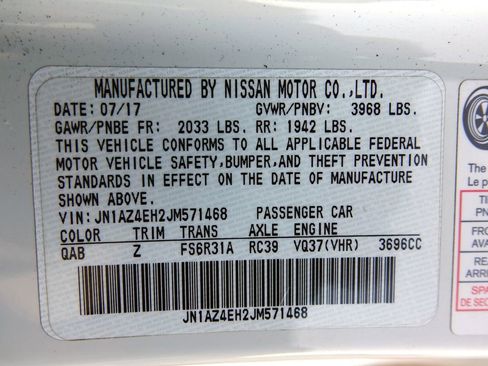 MANUFACTURED BY NISSAN MOTOR CO.,LTD.
DATE: 07/17 GVWR/PNBV: 3968 LBS.
GAWR/PNBE FR: 2033 LBS. RR: 1942 LBS.
THIS VEHICLE CONFORMS TO ALL APPLICABLE FEDERAL
MOTOR VEHICLE SAFETY,BUMPER,AND THEFT PREVENTION
STANDARDS IN EFFECT ON THE DATE OF MANUFACTURE
SHOWN ABOVE.
VIN: JN1AZ4EH2JM571468 PASSENGER CAR
COLOR TRIM TRANS AXLE ENGINE
QAB Z FS6R31A RC39 VQ37(VHR) 3696CC
JN1AZ4EH2JM571468
The
Le